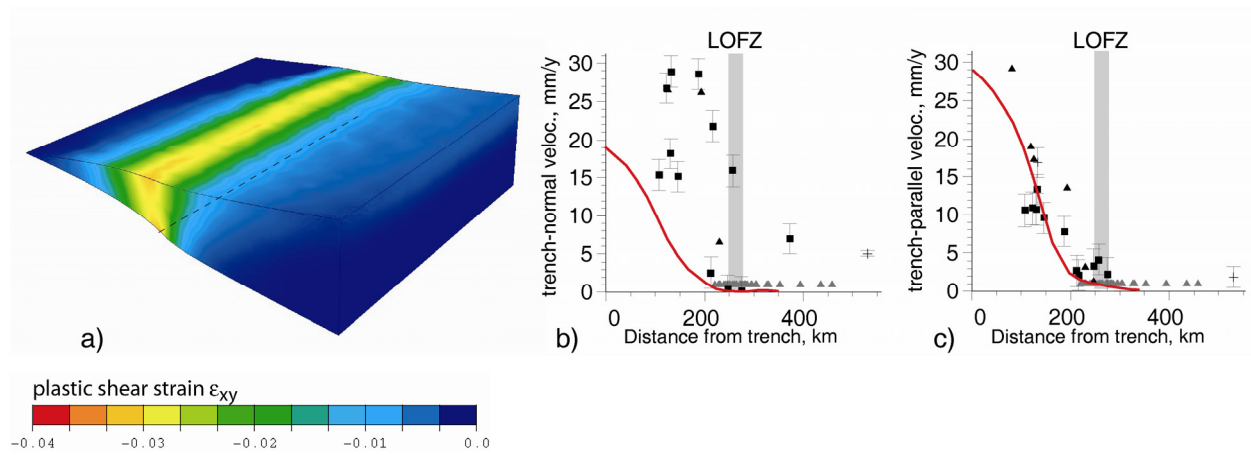 a)
plastic shear strain εxy
-0.04 -0.03 -0.02 -0.01 0.0
LOFZ
trench-normal veloc., mm/y
30
25
20
15
10
5
0
0 200 400
Distance from trench, km
b)
LOFZ
trench-parallel veloc., mm/y
30
25
20
15
10
5
0
0 200 400
Distance from trench, km
c)